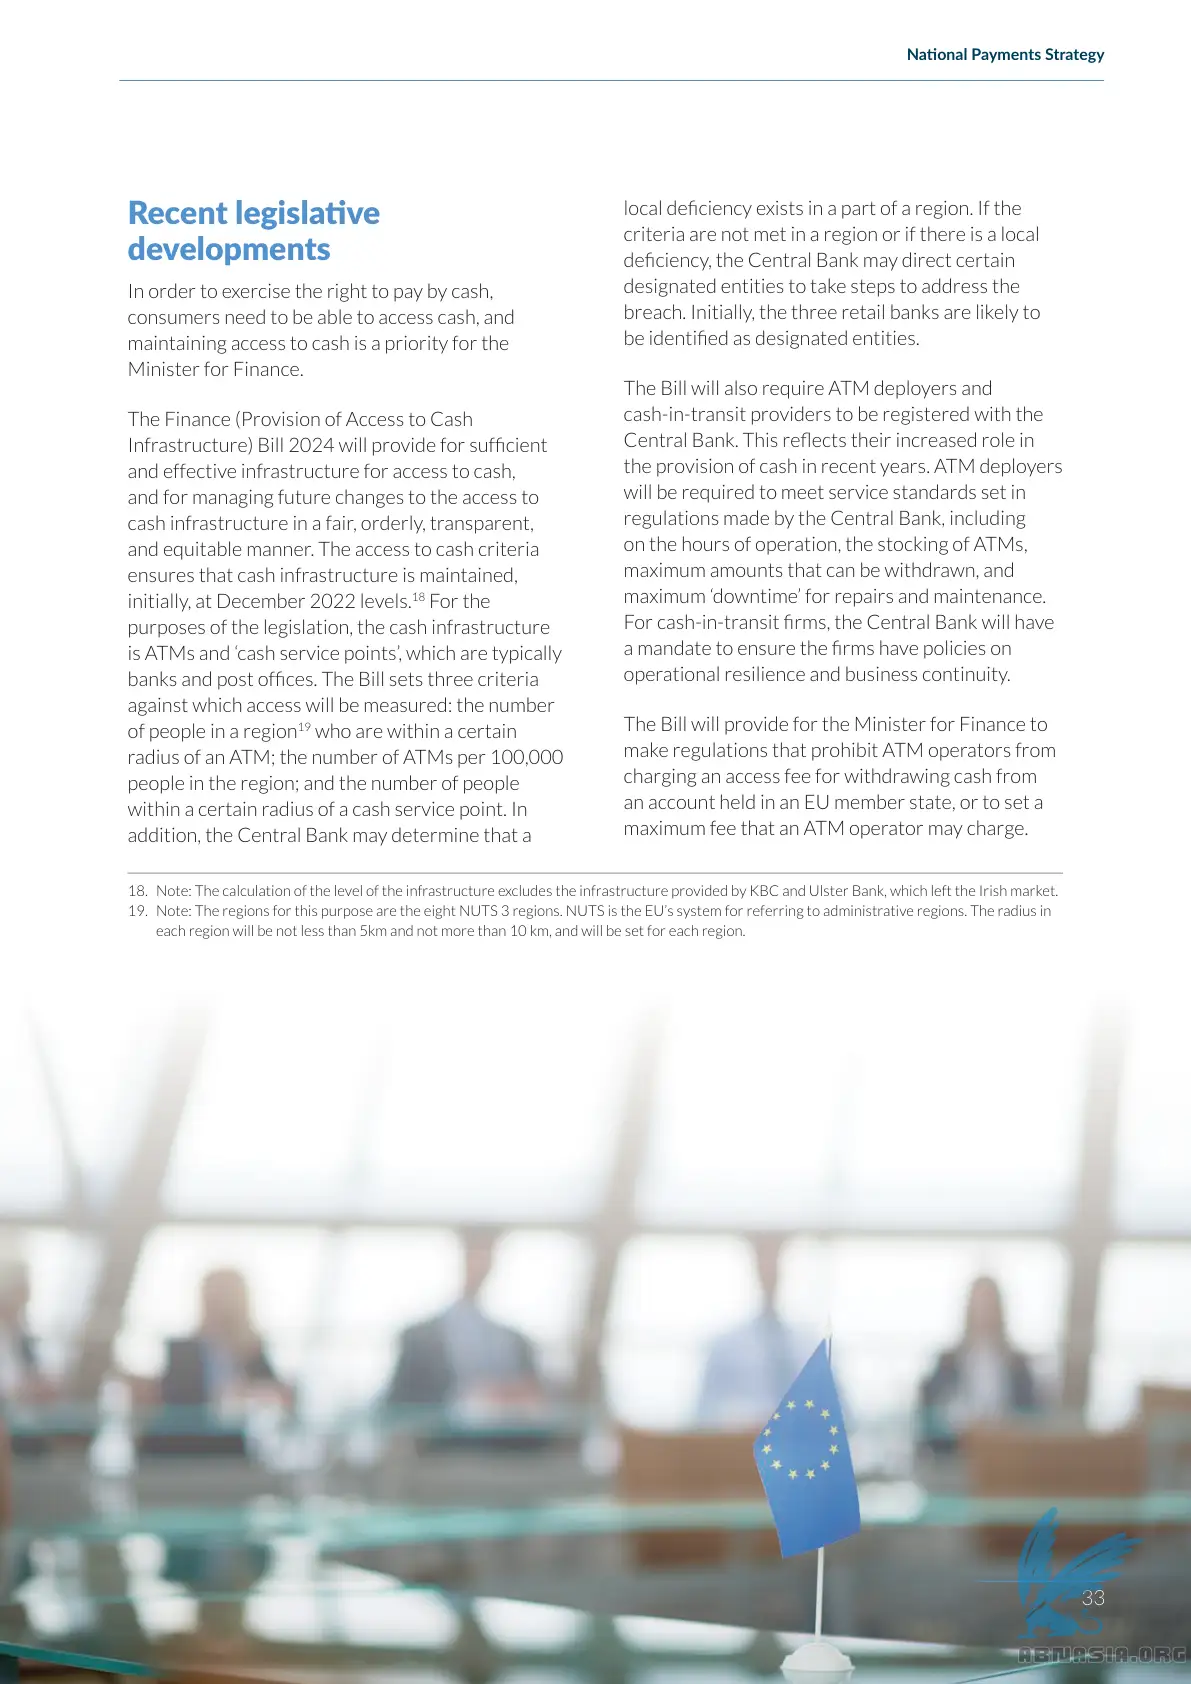 National Payments Strategy
Recent legislative
developments
In order to exercise the right to pay by cash,
consumers need to be able to access cash, and
maintaining access to cash is a priority for the
Minister for Finance.
The Finance (Provision of Access to Cash
Infrastructure) Bill 2024 will provide for sufficient
and effective infrastructure for access to cash,
and for managing future changes to the access to
cash infrastructure in a fair, orderly, transparent,
and equitable manner. The access to cash criteria
ensures that cash infrastructure is maintained,
initially, at December 2022 levels.18 For the
purposes of the legislation, the cash infrastructure
is ATMs and ‘cash service points’, which are typically
banks and post offices. The Bill sets three criteria
against which access will be measured: the number
of people in a region19 who are within a certain
radius of an ATM; the number of ATMs per 100,000
people in the region; and the number of people
within a certain radius of a cash service point. In
addition, the Central Bank may determine that a
local deficiency exists in a part of a region. If the
criteria are not met in a region or if there is a local
deficiency, the Central Bank may direct certain
designated entities to take steps to address the
breach. Initially, the three retail banks are likely to
be identified as designated entities.
The Bill will also require ATM deployers and
cash-in-transit providers to be registered with the
Central Bank. This reflects their increased role in
the provision of cash in recent years. ATM deployers
will be required to meet service standards set in
regulations made by the Central Bank, including
on the hours of operation, the stocking of ATMs,
maximum amounts that can be withdrawn, and
maximum ‘downtime’ for repairs and maintenance.
For cash-in-transit firms, the Central Bank will have
a mandate to ensure the firms have policies on
operational resilience and business continuity.
The Bill will provide for the Minister for Finance to
make regulations that prohibit ATM operators from
charging an access fee for withdrawing cash from
an account held in an EU member state, or to set a
maximum fee that an ATM operator may charge.
18. Note: The calculation of the level of the infrastructure excludes the infrastructure provided by KBC and Ulster Bank, which left the Irish market.
19. Note: The regions for this purpose are the eight NUTS 3 regions. NUTS is the EU’s system for referring to administrative regions. The radius in
each region will be not less than 5km and not more than 10 km, and will be set for each region.
33
ABNASIA.ORG